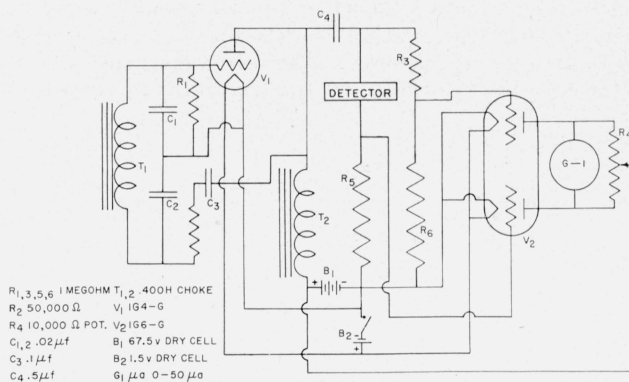 C₄
R₁
V₁
R₃
DETECTOR
C₁
T₁
R₄
G–1
R₅
C₂
C₃
T₂
R₆
V₂
B₁
+ −
B₂ −
+
R₁,₃,₅,₆ 1 MEGOHM T₁,₂ .400H CHOKE
R₂ 50,000 Ω V₁ 1G4-G
R₄ 10,000 Ω POT. V₂ 1G6-G
C₁,₂ .02μf B₁ 67.5v DRY CELL
C₃ .1μf B₂ 1.5v DRY CELL
C₄ .5μf G₁ μa 0-50 μa